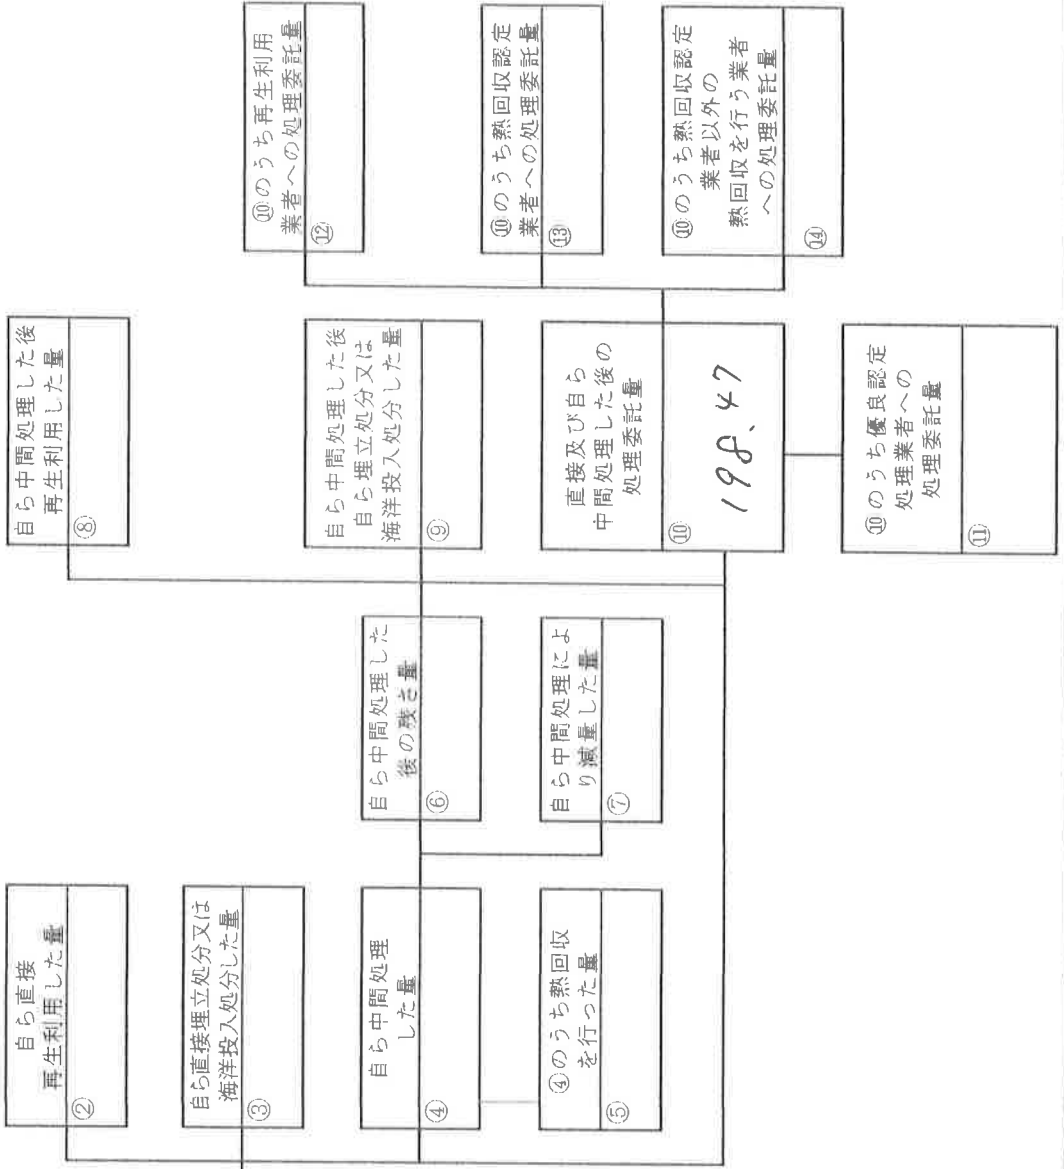 自ら直接
再生利用した量
②
自ら直接埋立処分又は
海洋投入処分した量
③
自ら中間処理
した量
④
④のうち熱回収
を行った量
⑤
自ら中間処理した
後の残さ量
⑥
自ら中間処理によ
り減量した量
⑦
自ら中間処理した後
再生利用した量
⑧
自ら中間処理した後
自ら埋立処分又は
海洋投入処分した量
⑨
直接及び自ら
中間処理した後の
処理委託量
⑩
198、47
⑩のうち優良認定
処理業者への
処理委託量
⑪
⑩のうち再生利用
業者への処理委託量
⑫
⑩のうち熱回収認定
業者への処理委託量
⑬
⑩のうち熱回収認定
業者以外の
熱回収を行う業者
への処理委託量
⑭